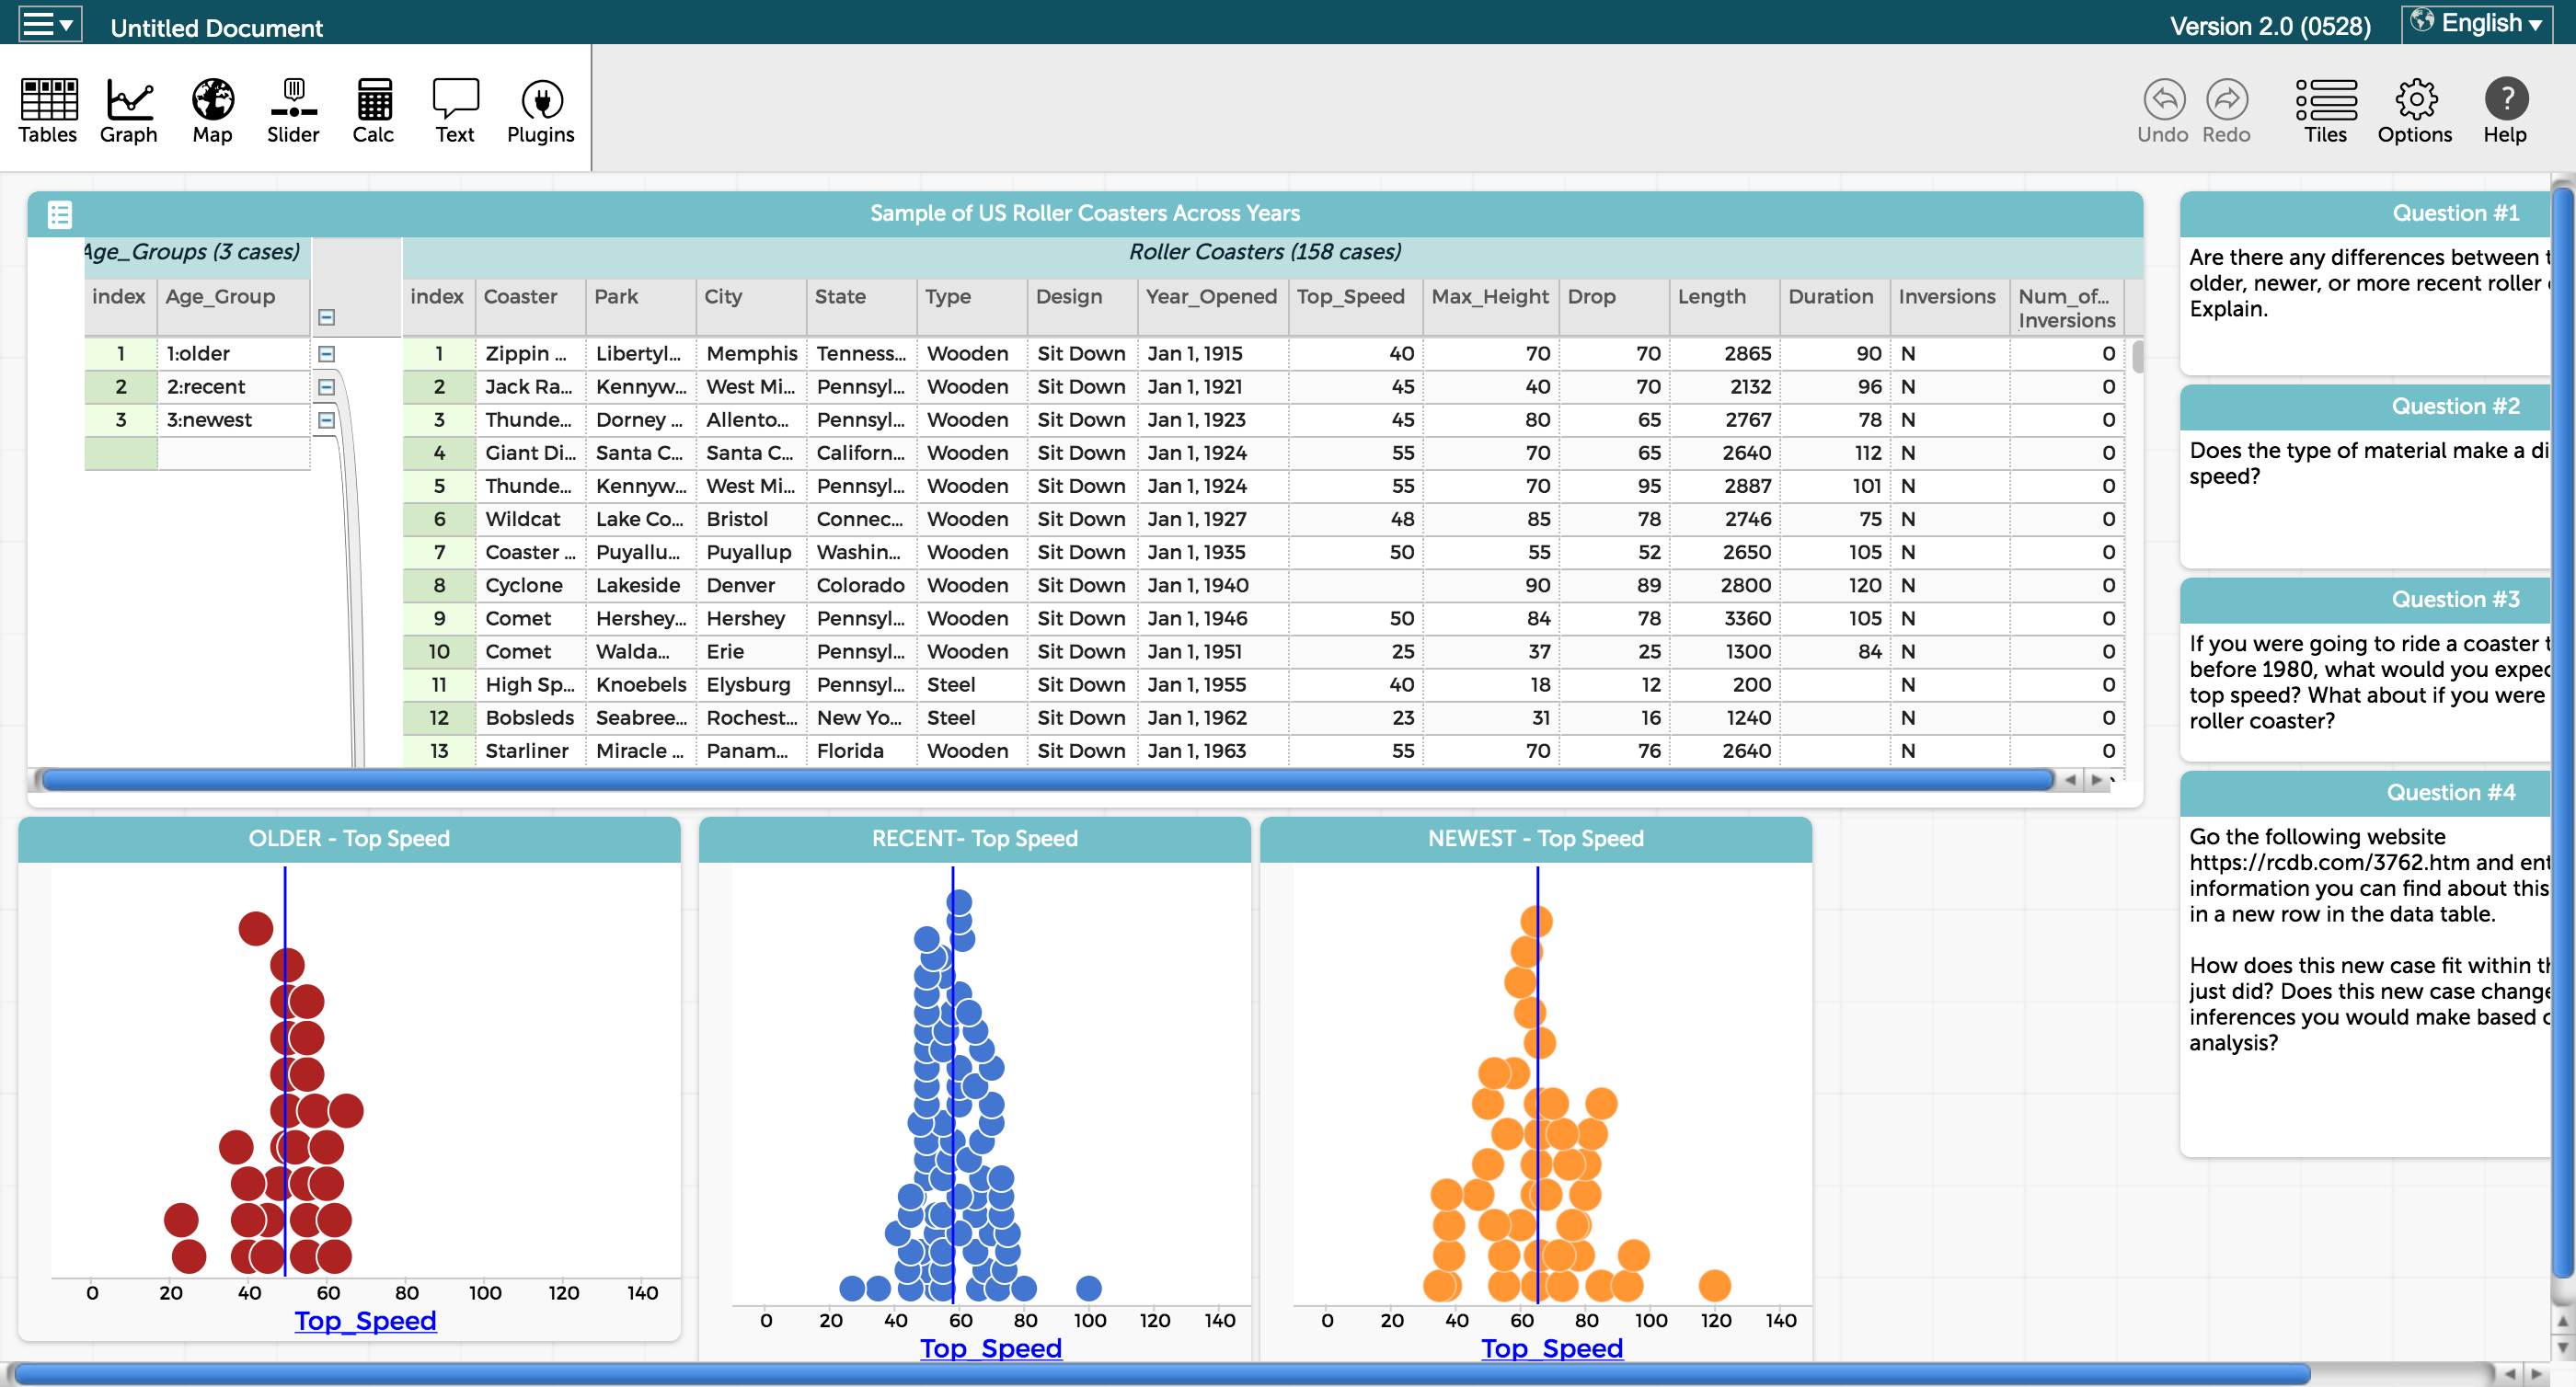 Untitled Document
Version 2.0 (0528)
English
Tables
Graph
Map
Slider
Calc
Text
Plugins
Undo
Redo
Tiles
Options
Help
Sample of US Roller Coasters Across Years
Age_Groups (3 cases)
index Age_Group
1 1:older
2 2:recent
3 3:newest
Roller Coasters (158 cases)
index Coaster Park City State Type Design Year_Opened Top_Speed Max_Height Drop Length Duration Inversions Num_of... Inversions
1 Zippin ... Libertyl... Memphis Tenness... Wooden Sit Down Jan 1, 1915 40 70 70 2865 90 N 0
2 Jack Ra... Kennyw... West Mi... Pennsyl... Wooden Sit Down Jan 1, 1921 45 40 70 2132 96 N 0
3 Thunde... Dorney ... Allento... Pennsyl... Wooden Sit Down Jan 1, 1923 45 80 65 2767 78 N 0
4 Giant Di... Santa C... Santa C... Californ... Wooden Sit Down Jan 1, 1924 55 70 65 2640 112 N 0
5 Thunde... Kennyw... West Mi... Pennsyl... Wooden Sit Down Jan 1, 1924 55 70 95 2887 101 N 0
6 Wildcat Lake Co... Bristol Connec... Wooden Sit Down Jan 1, 1927 48 85 78 2746 75 N 0
7 Coaster ... Puyallu... Puyallup Washin... Wooden Sit Down Jan 1, 1935 50 55 52 2650 105 N 0
8 Cyclone Lakeside Denver Colorado Wooden Sit Down Jan 1, 1940 90 89 2800 120 N 0
9 Comet Hershey... Hershey Pennsyl... Wooden Sit Down Jan 1, 1946 50 84 78 3360 105 N 0
10 Comet Walda... Erie Pennsyl... Wooden Sit Down Jan 1, 1951 25 37 25 1300 84 N 0
11 High Sp... Knoebels Elysburg Pennsyl... Steel Sit Down Jan 1, 1955 40 18 12 200 N 0
12 Bobsleds Seabree... Rochest... New Yo... Steel Sit Down Jan 1, 1962 23 31 16 1240 N 0
13 Starliner Miracle ... Panam... Florida Wooden Sit Down Jan 1, 1963 55 70 76 2640 N 0
Question #1
Are there any differences between
older, newer, or more recent roller
Explain.
Question #2
Does the type of material make a
speed?
Question #3
If you were going to ride a coaster
before 1980, what would you
top speed? What about if you were
roller coaster?
Question #4
Go the following website
https://rcdb.com/3762.htm and
information you can find about this
in a new row in the data table.
How does this new case fit within
just did? Does this new case change
inferences you would make based
analysis?
OLDER - Top Speed
0 20 40 60 80 100 120 140
Top_Speed
RECENT- Top Speed
0 20 40 60 80 100 120 140
Top_Speed
NEWEST - Top Speed
0 20 40 60 80 100 120 140
Top_Speed